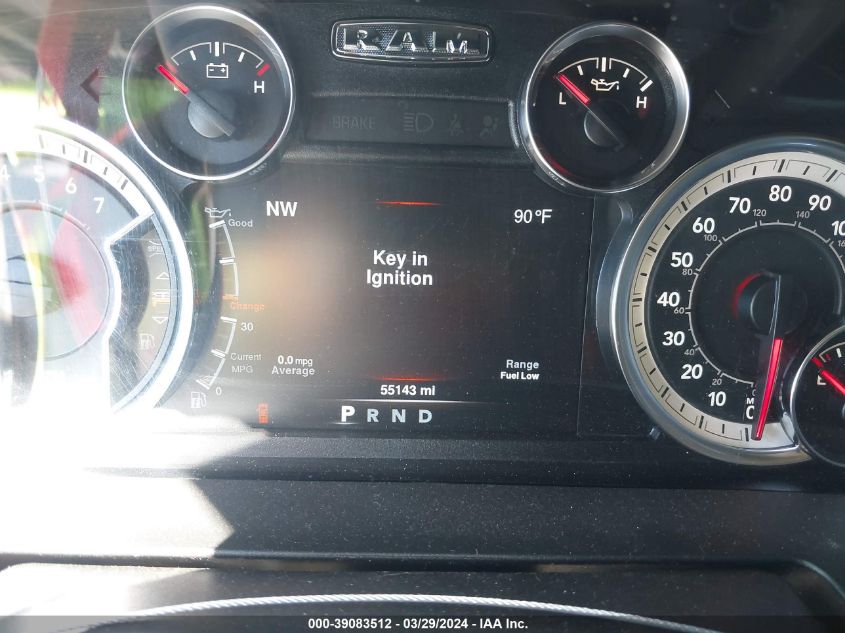 RAM
L H
L H
BRAKE
4 5 6 7
NW
90 °F
Good
Key in
Ignition
Change
30
Current
MPG
0
0.0 mpg
Average
Range
Fuel Low
55143 mi
P R N D
10 20 30 40 50 60 70 80 90
20 40 60 80 100 120 140
E
000-39083512 / 03/29/2024 - IAA Inc.